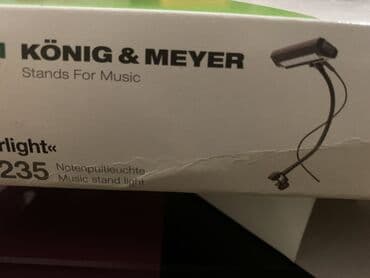 KÖNIG & MEYER
Stands For Music
rlight«
235 Notenpultleuchte
Music stand light